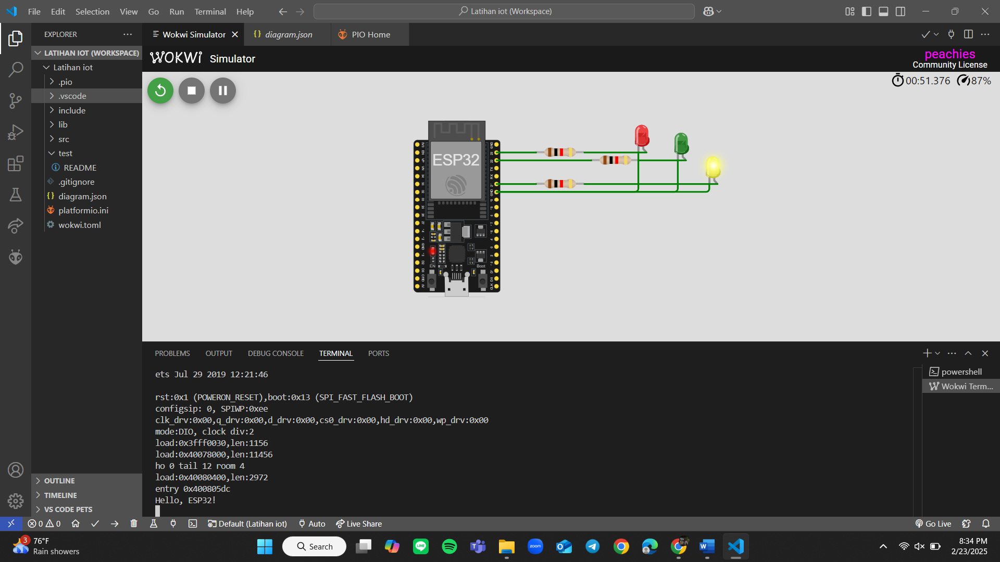 File Edit Selection View Go Run Terminal Help
Latihan iot (Workspace)
EXPLORER
Wokwi Simulator
diagram.json
PIO Home
LATIHAN IOT (WORKSPACE)
Latihan iot
.pio
.vscode
include
lib
src
test
README
.gitignore
diagram.json
platformio.ini
wokwi.toml
OUTLINE
TIMELINE
VS CODE PETS
WOKWi Simulator
peachies
Community License
00:51.376 87%
ESP32
EN Boot
PROBLEMS OUTPUT DEBUG CONSOLE TERMINAL PORTS
ets Jul 29 2019 12:21:46
rst:0x1 (POWERON_RESET),boot:0x13 (SPI_FAST_FLASH_BOOT)
configsip: 0, SPIWP:0xee
clk_drv:0x00,q_drv:0x00,d_drv:0x00,cs0_drv:0x00,hd_drv:0x00,wp_drv:0x00
mode:DIO, clock div:2
load:0x3fff0030,len:1156
load:0x40078000,len:11456
ho 0 tail 12 room 4
load:0x40080400,len:2972
entry 0x400805dc
Hello, ESP32!
powershell
Wokwi Term...
0 0 Default (Latihan iot) Auto Live Share Go Live
3
76°F
Rain showers
Search
LINE
zoom
8:34 PM
2/23/2025